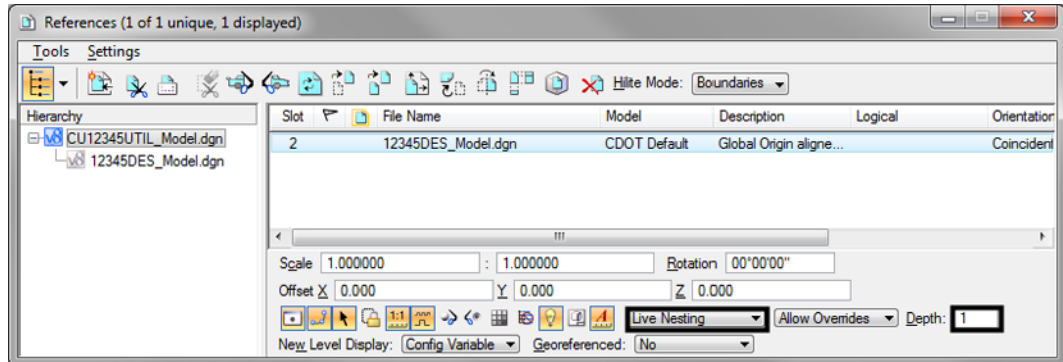 References (1 of 1 unique, 1 displayed)
Tools Settings
Hilite Mode: Boundaries
Hierarchy
CU12345UTIL_Model.dgn
12345DES_Model.dgn
Slot File Name Model Description Logical Orientation
2 12345DES_Model.dgn CDOT Default Global Origin aligne... Coincident
Scale 1.000000 : 1.000000 Rotation 00°00'00"
Offset X 0.000 Y 0.000 Z 0.000
1:1 Live Nesting Allow Overrides Depth: 1
New Level Display: Config Variable Georeferenced: No